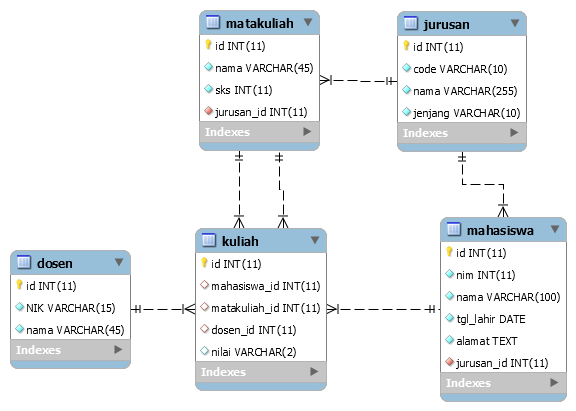 matakuliah
id INT(11)
nama VARCHAR(45)
sks INT(11)
jurusan_id INT(11)
Indexes
jurusan
id INT(11)
code VARCHAR(10)
nama VARCHAR(255)
jenjang VARCHAR(10)
Indexes
dosen
id INT(11)
NIK VARCHAR(15)
nama VARCHAR(45)
Indexes
kuliah
id INT(11)
mahasiswa_id INT(11)
matakuliah_id INT(11)
dosen_id INT(11)
nilai VARCHAR(2)
Indexes
mahasiswa
id INT(11)
nim INT(11)
nama VARCHAR(100)
tgl_lahir DATE
alamat TEXT
jurusan_id INT(11)
Indexes